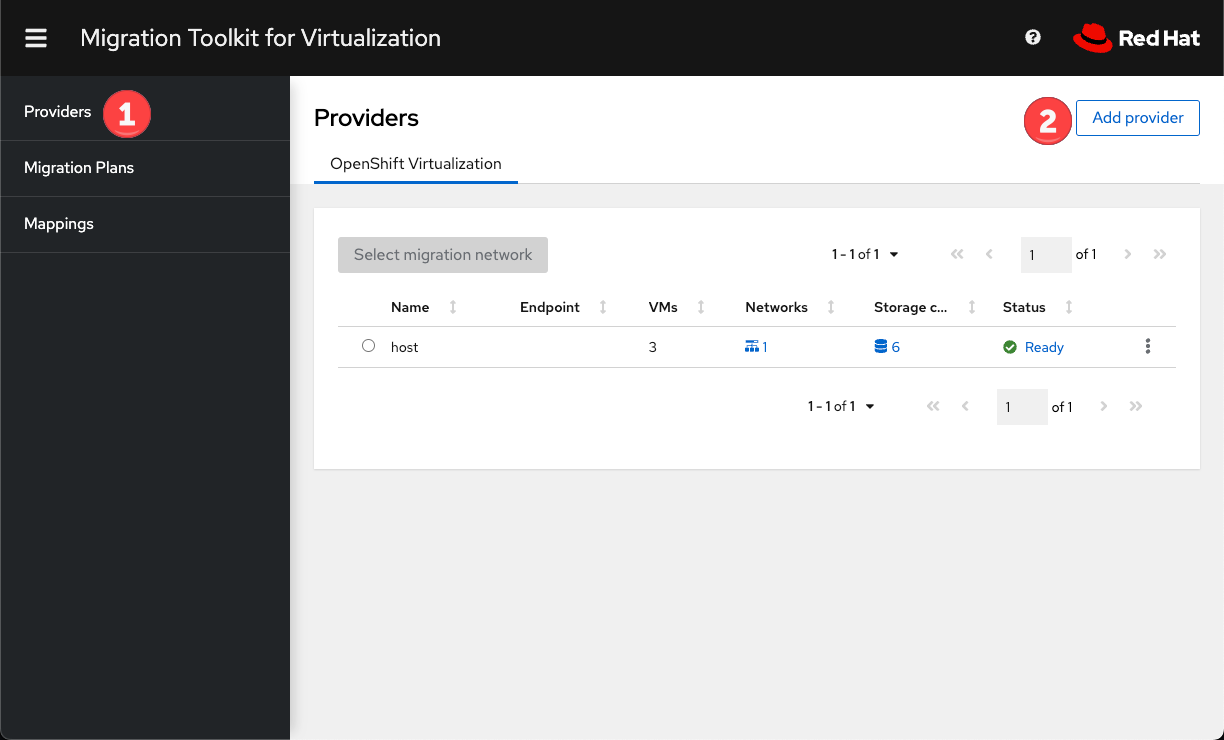 Migration Toolkit for Virtualization
Red Hat
Providers 1
Migration Plans
Mappings
Providers
2 Add provider
OpenShift Virtualization
Select migration network
1 - 1 of 1
1 of 1
Name Endpoint VMs Networks Storage c... Status
host 3 1 6 Ready
1 - 1 of 1
1 of 1